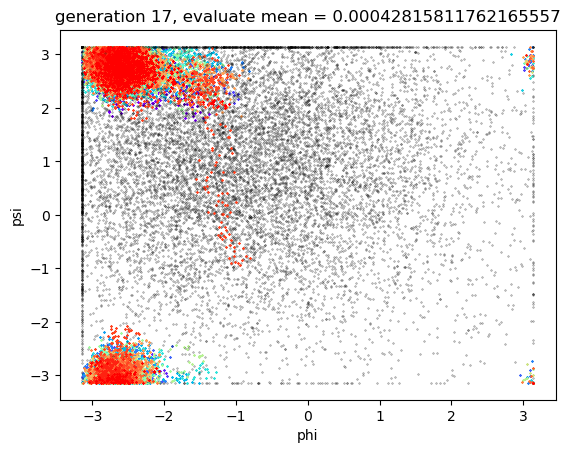 generation 17, evaluate mean = 0.00042815811762165557
3
2
1
0
−1
−2
−3
psi
−3 −2 −1 0 1 2 3
phi